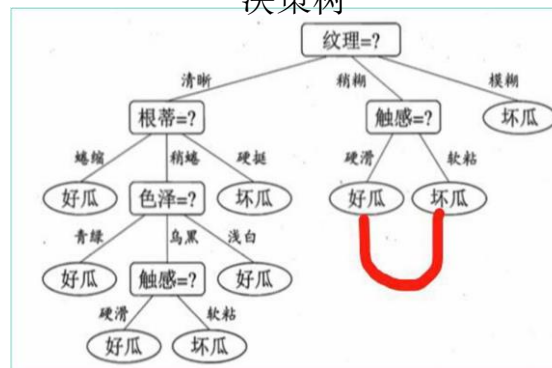 决策树
纹理=?
清晰 稍糊 模糊
根蒂=? 触感=? 坏瓜
蜷缩 稍蜷 硬挺 硬滑 软粘
好瓜 色泽=? 坏瓜 好瓜 坏瓜
青绿 乌黑 浅白
好瓜 触感=? 好瓜
硬滑 软粘
好瓜 坏瓜